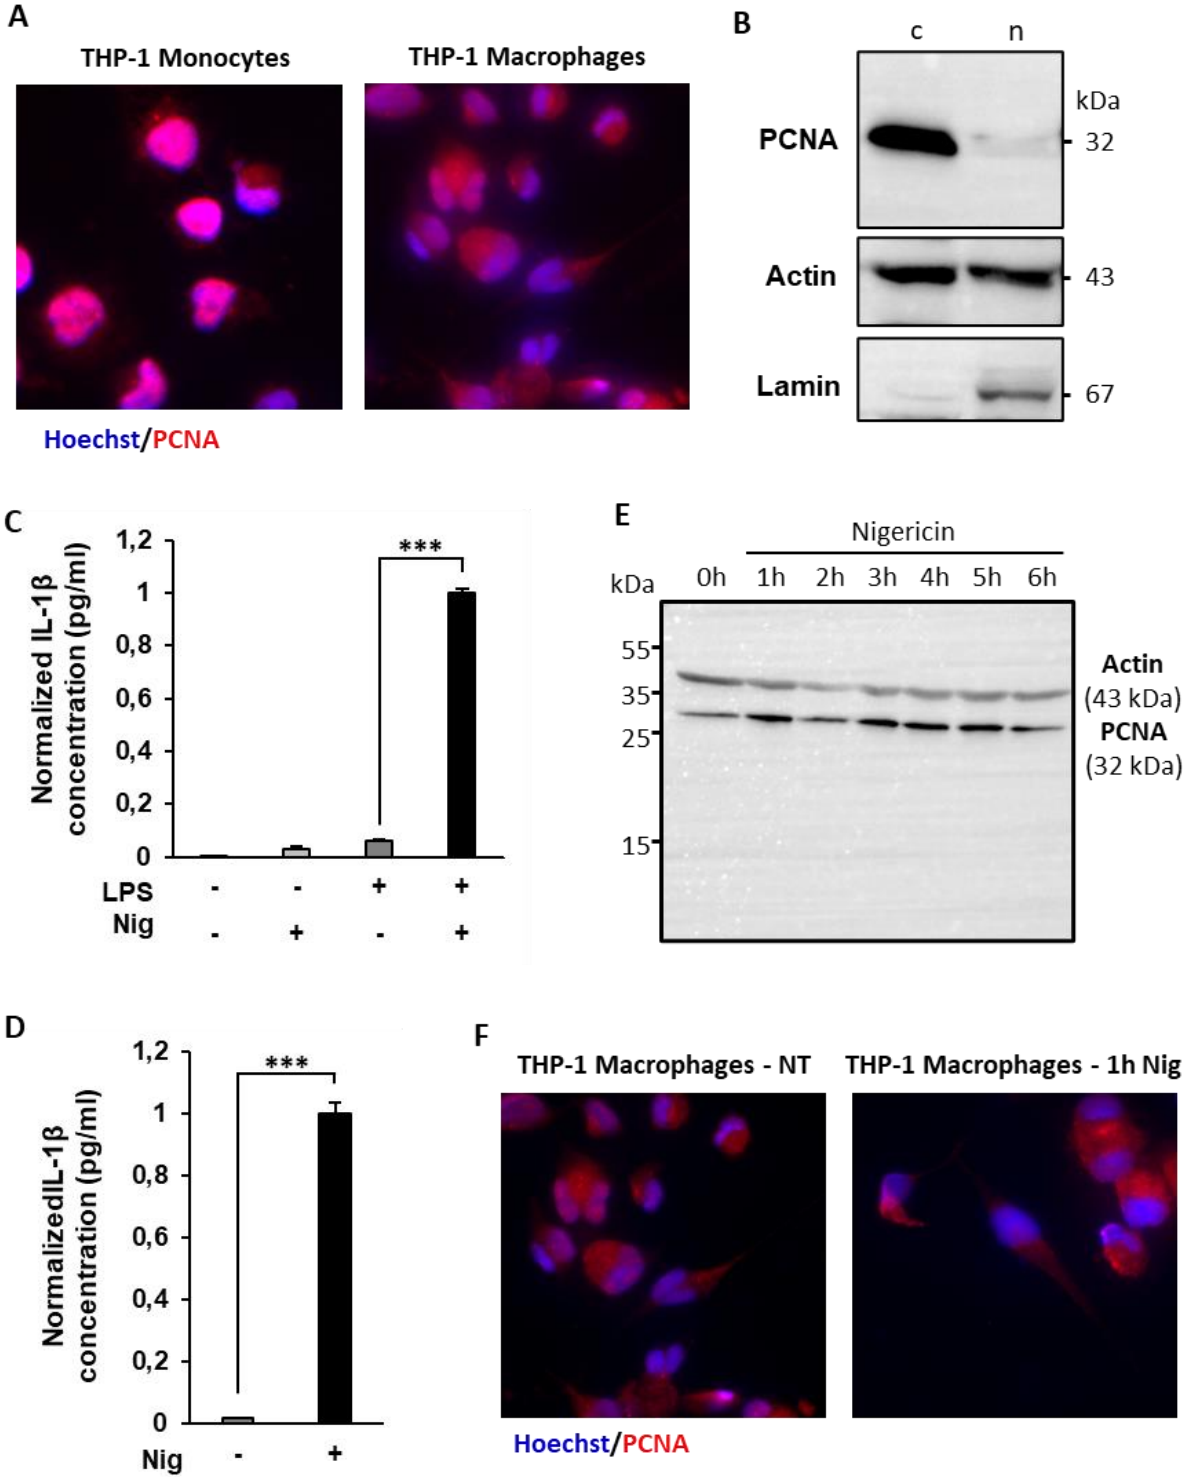 A
THP-1 Monocytes
THP-1 Macrophages
Hoechst/PCNA
B
c n
kDa
PCNA
32
Actin
43
Lamin
67
C
Normalized IL-1β
concentration (pg/ml)
1,2
1
0,8
0,6
0,4
0,2
0
***
LPS - - + +
Nig - + - +
E
Nigericin
kDa 0h 1h 2h 3h 4h 5h 6h
55
35
25
15
Actin
(43 kDa)
PCNA
(32 kDa)
D
NormalizedIL-1β
concentration (pg/ml)
1,2
1
0,8
0,6
0,4
0,2
0
***
Nig - +
F
THP-1 Macrophages - NT
THP-1 Macrophages - 1h Nig
Hoechst/PCNA